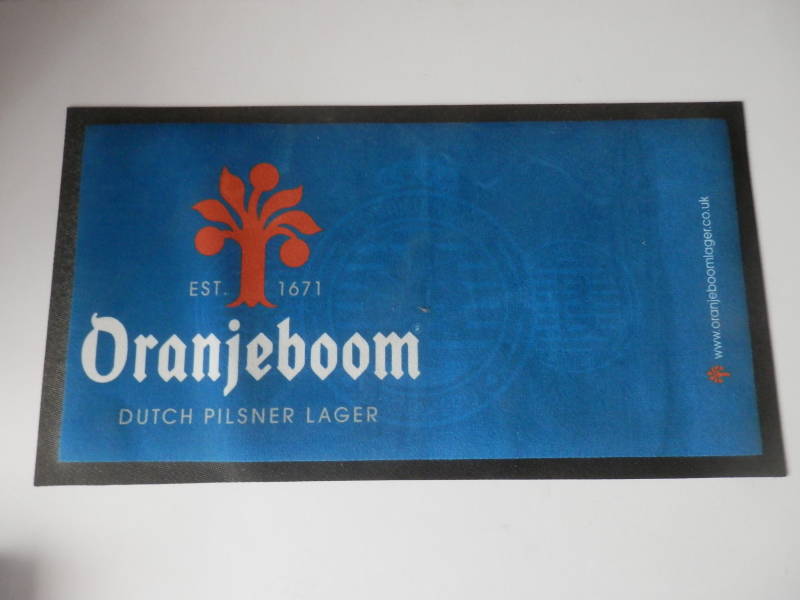 EST. 1671
Oranjeboom
DUTCH PILSNER LAGER
www.oranjeboomlager.co.uk